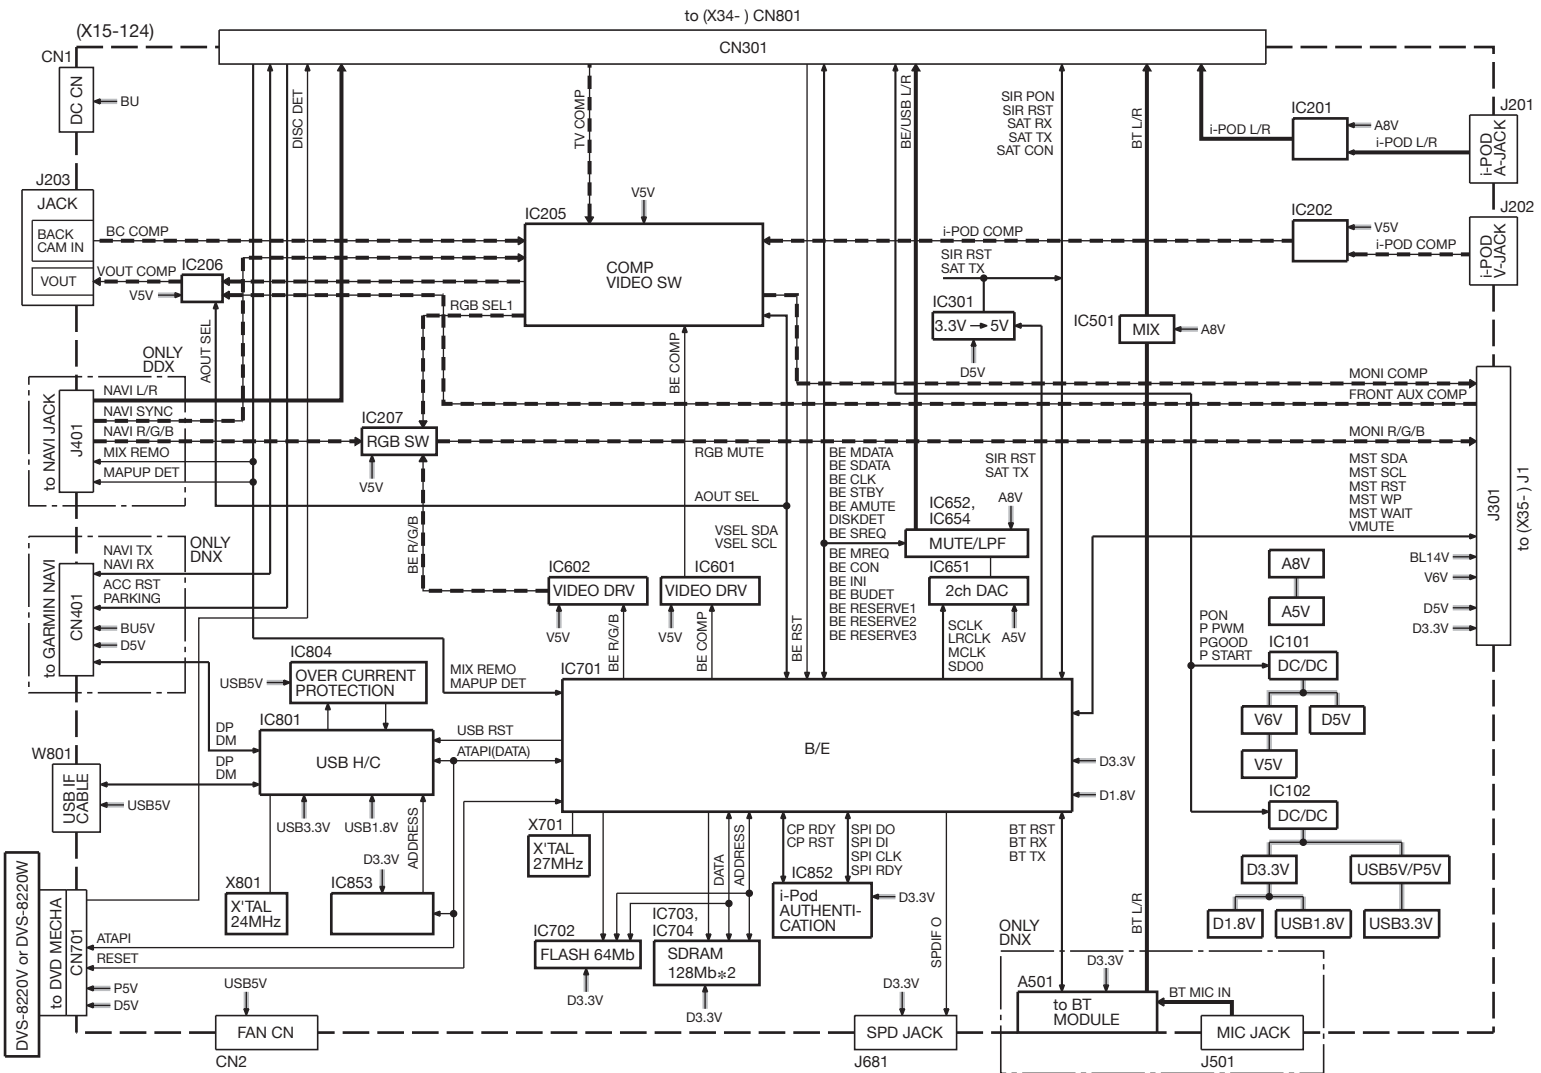 to (X34- ) CN801
(X15-124)
CN301
CN1
DC CN
BU
DISC DET
TV COMP
BE/USB L/R
SIR PON
SIR RST
SAT RX
SAT TX
SAT CON
BT L/R
i-POD L/R
IC201
A8V
i-POD L/R
J201
i-POD
A-JACK
J203
JACK
BACK
CAM IN
VOUT
BC COMP
VOUT COMP
IC206
V5V
IC205
V5V
COMP
VIDEO SW
i-POD COMP
IC202
V5V
i-POD COMP
J202
i-POD
V-JACK
SIR RST
SAT TX
IC301
3.3V
5V
D5V
IC501
MIX
A8V
RGB SEL1
AOUT SEL
BE COMP
ONLY
DDX
to NAVI JACK
J401
NAVI L/R
NAVI SYNC
NAVI R/G/B
MIX REMO
MAPUP DET
IC207
RGB SW
V5V
MONI COMP
FRONT AUX COMP
MONI R/G/B
MST SDA
MST SCL
MST RST
MST WP
MST WAIT
VMUTE
J301
to (X35- ) J1
BL14V
V6V
D5V
D3.3V
RGB MUTE
AOUT SEL
VSEL SDA
VSEL SCL
BE MDATA
BE SDATA
BE CLK
BE STBY
BE AMUTE
DISKDET
BE SREQ
BE MREQ
BE CON
BE INI
BE BUDET
BE RESERVE1
BE RESERVE2
BE RESERVE3
SIR RST
SAT TX
IC652,
IC654
A8V
MUTE/LPF
IC651
2ch DAC
SCLK
LRCLK
MCLK
SDO0
A5V
BE R/G/B
IC602
VIDEO DRV
V5V
BE R/G/B
IC601
VIDEO DRV
V5V
BE COMP
BE RST
ONLY
DNX
to GARMIN NAVI
CN401
NAVI TX
NAVI RX
ACC RST
PARKING
BU5V
D5V
A8V
A5V
PON
P PWM
PGOOD
P START
IC101
DC/DC
V6V
D5V
V5V
IC102
DC/DC
D3.3V
USB5V/P5V
D1.8V
USB1.8V
USB3.3V
IC804
OVER CURRENT
PROTECTION
USB5V
MIX REMO
MAPUP DET
IC701
B/E
D3.3V
D1.8V
IC801
USB H/C
DP
DM
DP
DM
USB RST
ATAPI(DATA)
USB3.3V
USB1.8V
ADDRESS
W801
USB IF
CABLE
USB5V
X801
X'TAL
24MHz
D3.3V
IC853
X701
X'TAL
27MHz
DATA
ADDRESS
CP RDY
CP RST
SPI DO
SPI DI
SPI CLK
SPI RDY
IC852
i-Pod
AUTHENTI-
CATION
D3.3V
BT RST
BT RX
BT TX
IC702
FLASH 64Mb
D3.3V
IC703,
IC704
SDRAM
128Mb*2
D3.3V
SPDIF O
BT L/R
DVS-8220V or DVS-8220W
to DVD MECHA
CN701
ATAPI
RESET
P5V
D5V
USB5V
FAN CN
CN2
D3.3V
SPD JACK
J681
ONLY
DNX
A501
D3.3V
to BT
MODULE
BT MIC IN
MIC JACK
J501